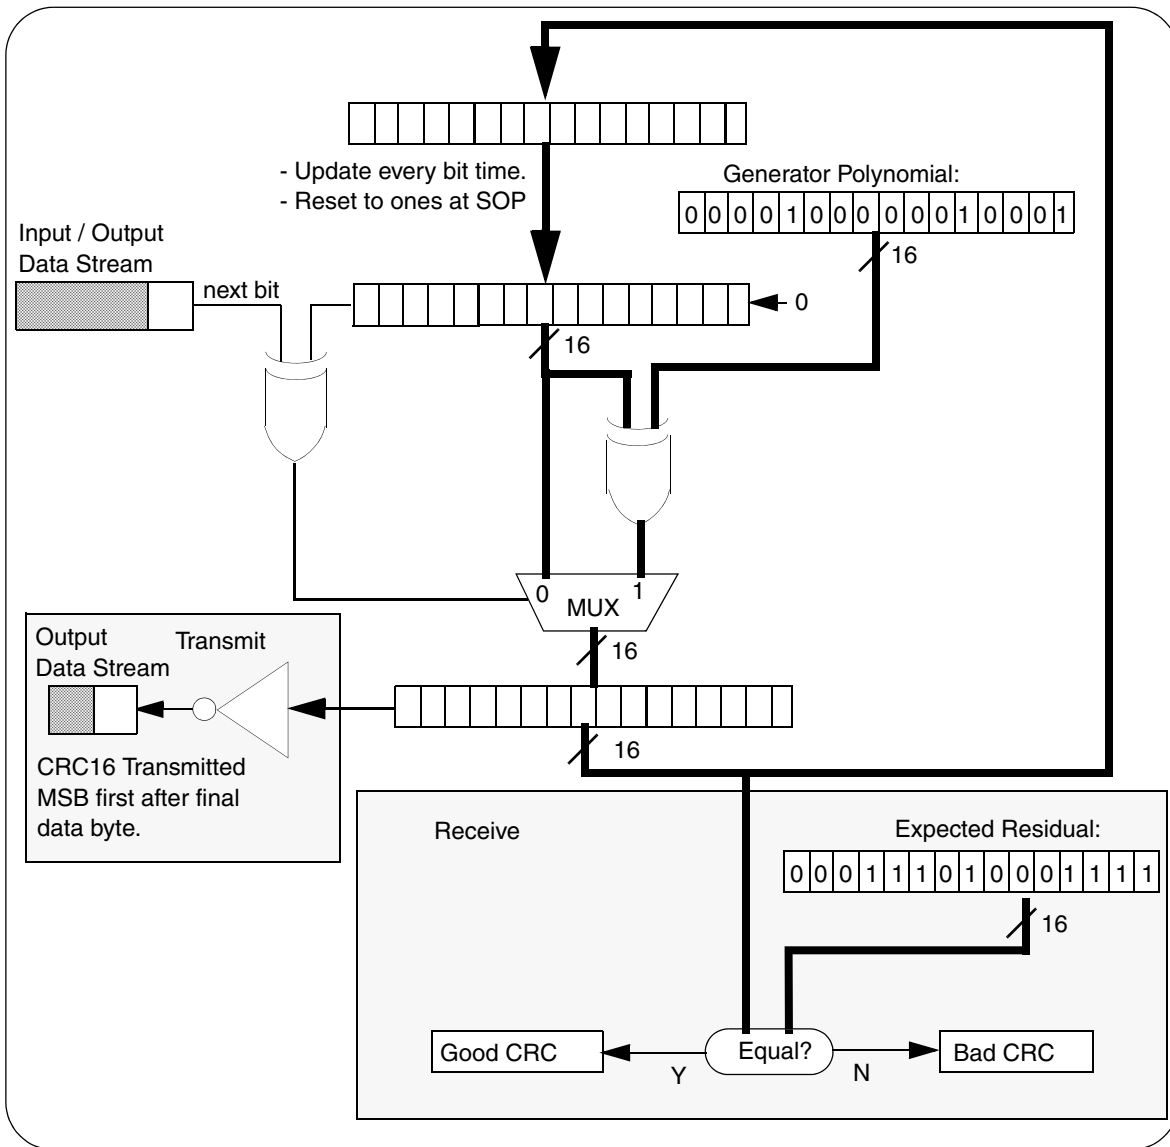 - Update every bit time.
- Reset to ones at SOP
Generator Polynomial:
0 0 0 0 1 0 0 0 0 0 0 1 0 0 0 1
16
Input / Output
Data Stream
next bit
0
16
0 1
MUX
16
Output
Data Stream
Transmit
16
CRC16 Transmitted
MSB first after final
data byte.
Receive
Expected Residual:
0 0 0 1 1 1 0 1 0 0 0 1 1 1 1
16
Good CRC
Y
Equal?
N
Bad CRC